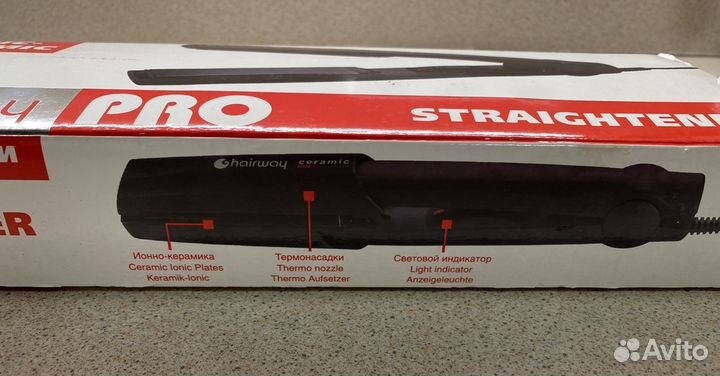 PRO
STRAIGHTENE
ER
hairway ceramic
Ионно-керамика
Ceramic Ionic Plates
Keramik-Ionic
Термонасадки
Thermo nozzle
Thermo Aufsetzer
Световой индикатор
Light indicator
Anzeigeleuchte
Avito